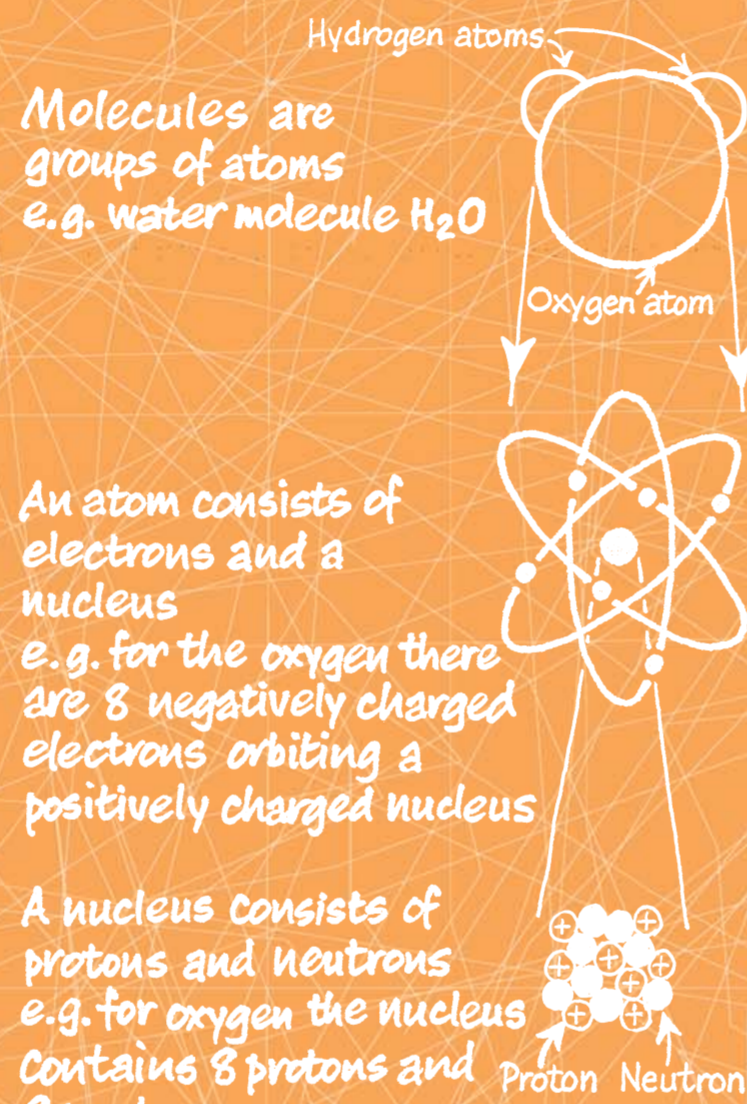 Hydrogen atoms
Molecules are
groups of atoms
e.g. water molecule H₂O
Oxygen atom
An atom consists of
electrons and a
nucleus
e.g. for the oxygen there
are 8 negatively charged
electrons orbiting a
positively charged nucleus
A nucleus consists of
protons and neutrons
e.g. for oxygen the nucleus
contains 8 protons and
Proton Neutron